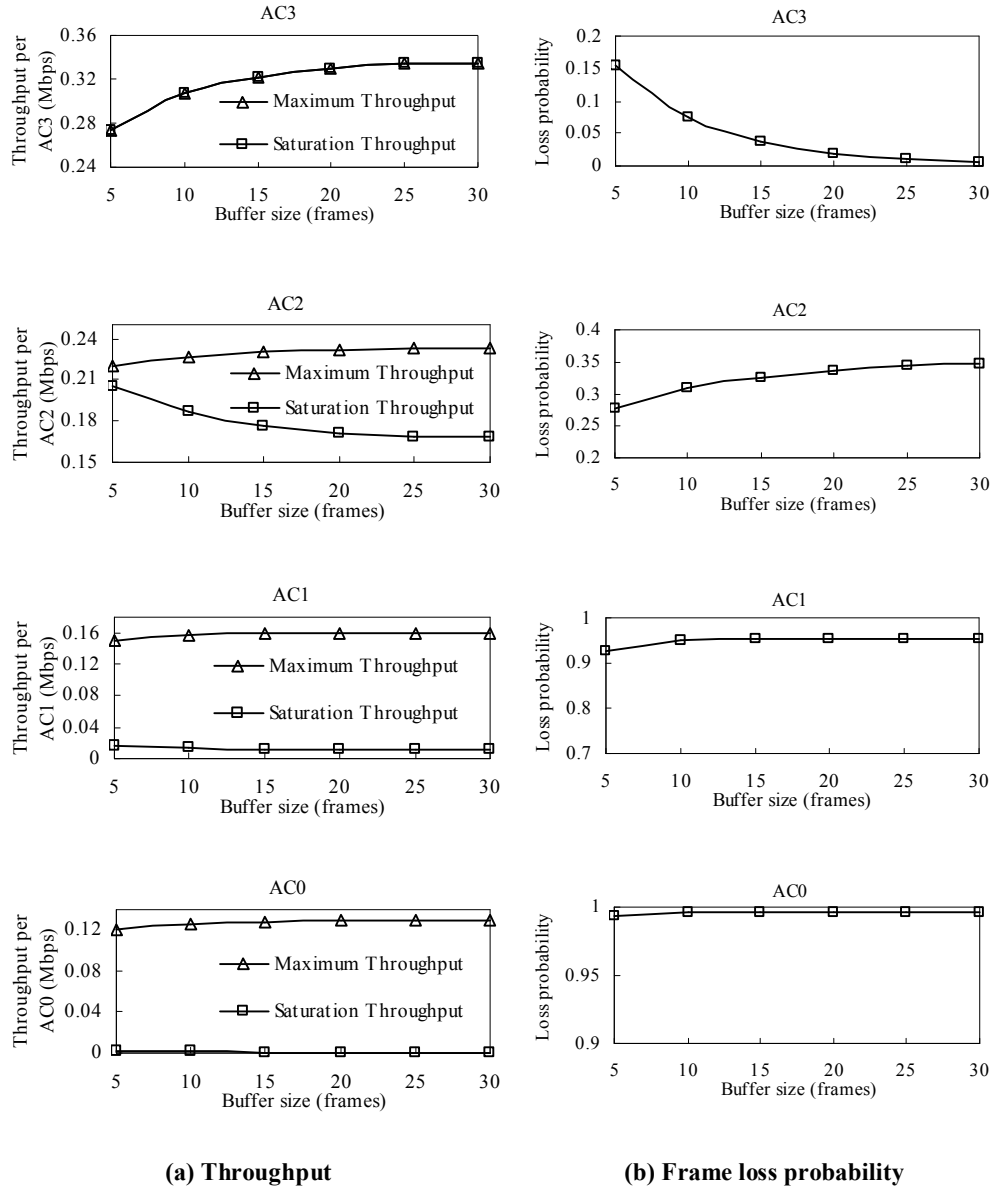 AC3
Throughput per
AC3 (Mbps)
0.36
0.32
0.28
0.24
Maximum Throughput
Saturation Throughput
5 10 15 20 25 30
Buffer size (frames)
AC3
Loss probability
0.2
0.15
0.1
0.05
0
5 10 15 20 25 30
Buffer size (frames)
AC2
Throughput per
AC2 (Mbps)
0.24
0.21
0.18
0.15
Maximum Throughput
Saturation Throughput
5 10 15 20 25 30
Buffer size (frames)
AC2
Loss probability
0.4
0.35
0.3
0.25
0.2
5 10 15 20 25 30
Buffer size (frames)
AC1
Throughput per
AC1 (Mbps)
0.16
0.12
0.08
0.04
0
Maximum Throughput
Saturation Throughput
5 10 15 20 25 30
Buffer size (frames)
AC1
Loss probability
1
0.9
0.8
0.7
5 10 15 20 25 30
Buffer size (frames)
AC0
Throughput per
AC0 (Mbps)
0.12
0.08
0.04
0
Maximum Throughput
Saturation Throughput
5 10 15 20 25 30
Buffer size (frames)
AC0
Loss probability
1
0.95
0.9
5 10 15 20 25 30
Buffer size (frames)
(a) Throughput
(b) Frame loss probability